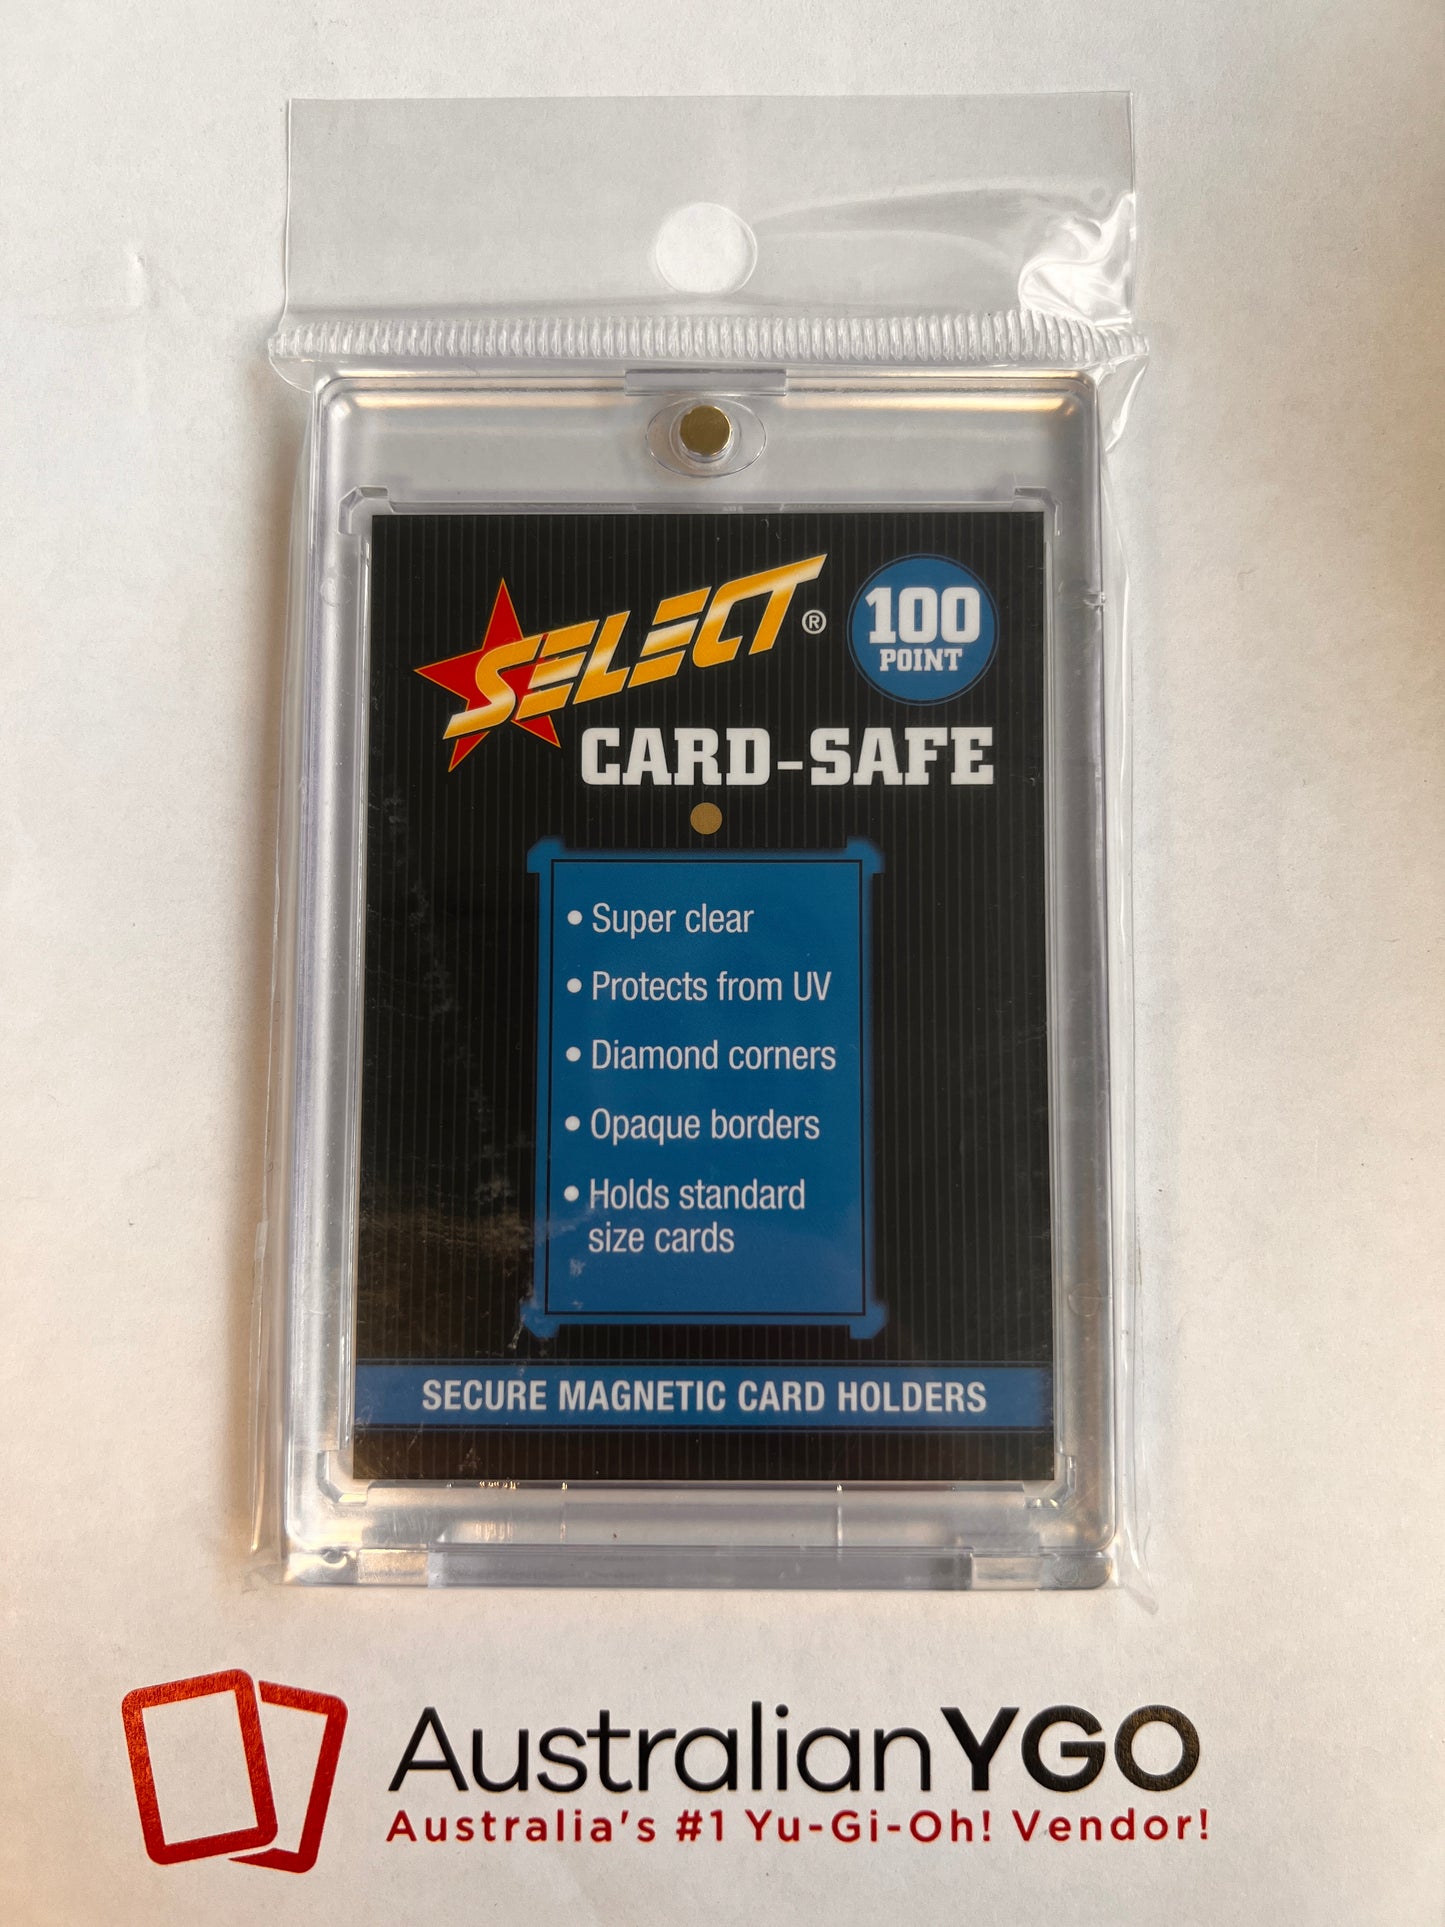 SELECT®
100
POINT
CARD-SAFE
• Super clear
• Protects from UV
• Diamond corners
• Opaque borders
• Holds standard
size cards
SECURE MAGNETIC CARD HOLDERS
AustralianYGO
Australia's #1 Yu-Gi-Oh! Vendor!